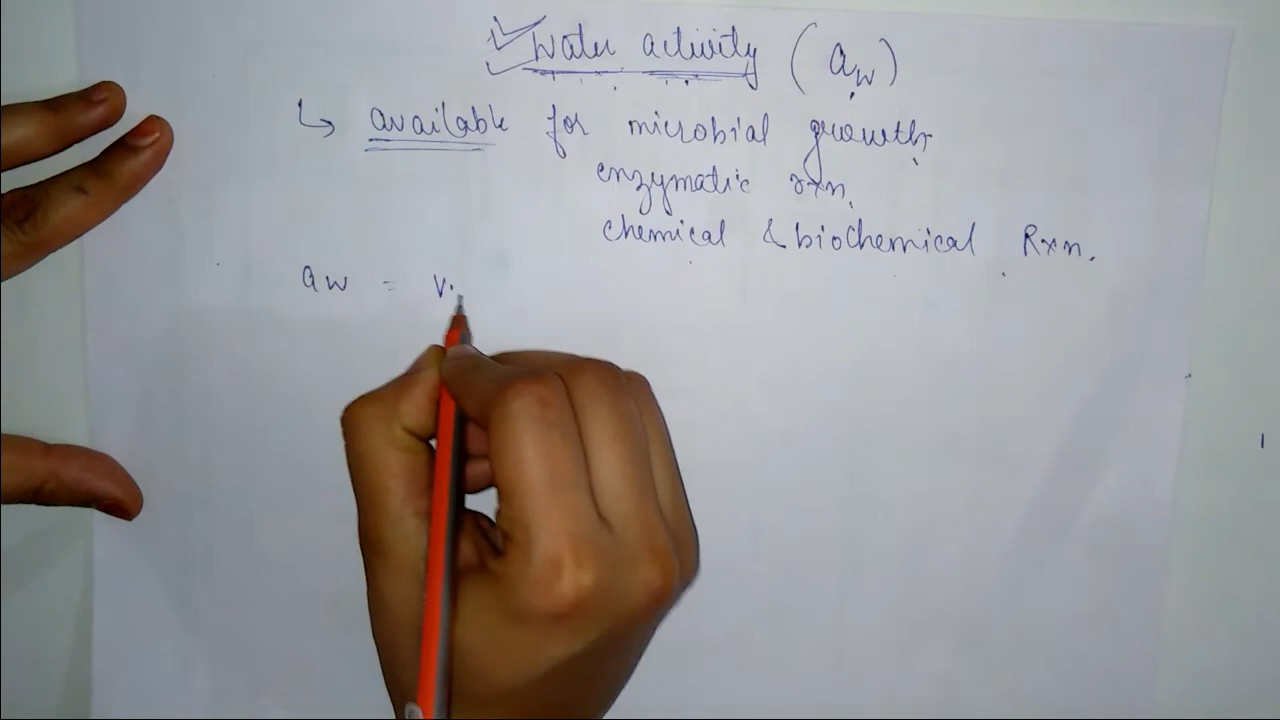 Water activity (aw)
↳ available for microbial growth
enzymatic rxn.
chemical & biochemical Rxn.
aw = v.